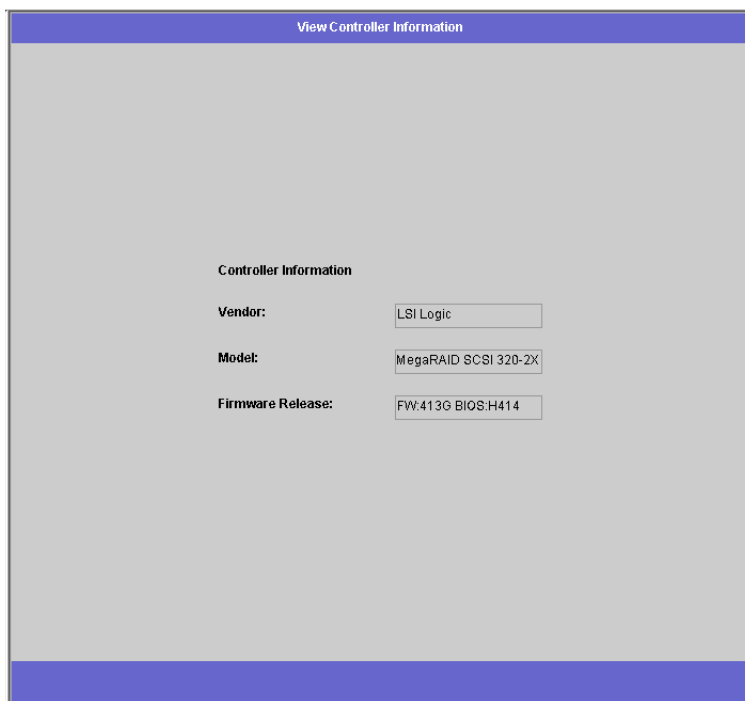 View Controller Information
Controller Information
Vendor: LSI Logic
Model: MegaRAID SCSI 320-2X
Firmware Release: FW:413G BIOS:H414